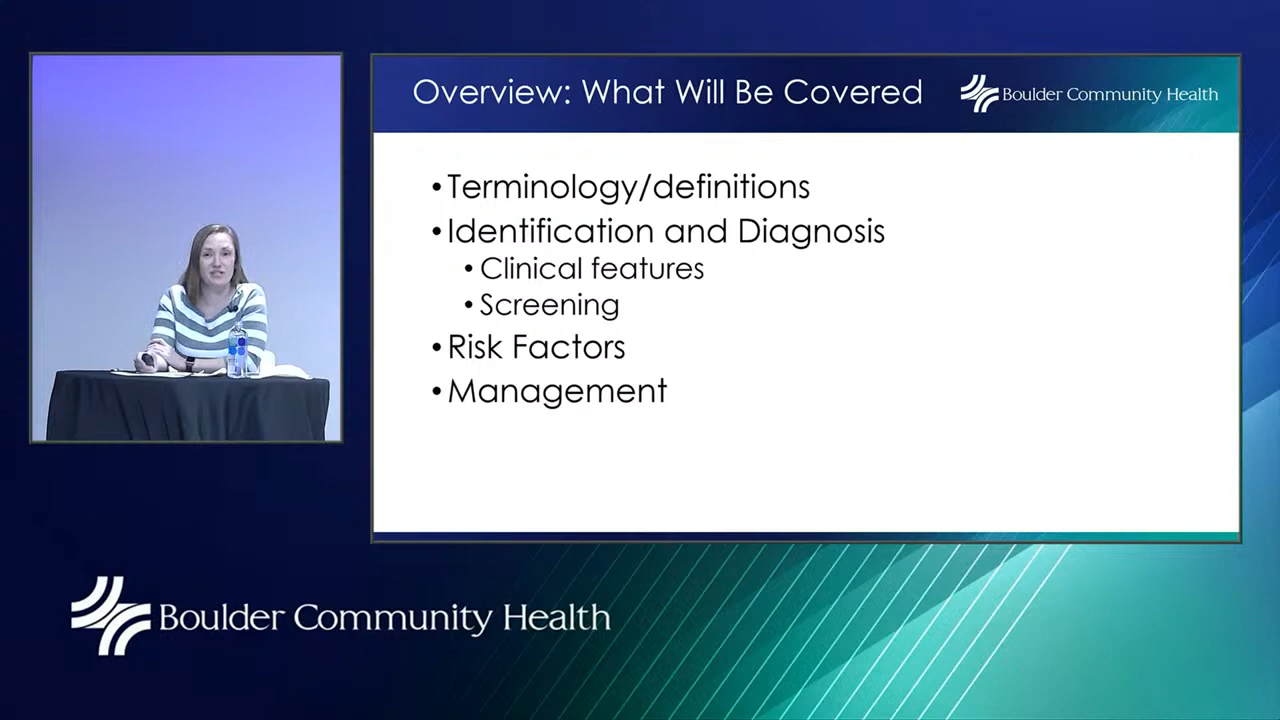 Overview: What Will Be Covered
Boulder Community Health
•Terminology/definitions
•Identification and Diagnosis
•Clinical features
•Screening
•Risk Factors
•Management
Boulder Community Health